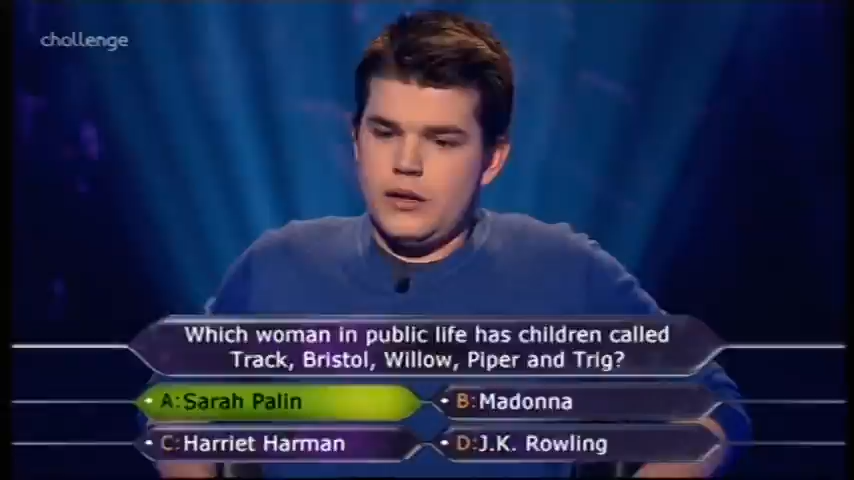 challenge
Which woman in public life has children called
Track, Bristol, Willow, Piper and Trig?
A:Sarah Palin
B:Madonna
C:Harriet Harman
D:J.K. Rowling